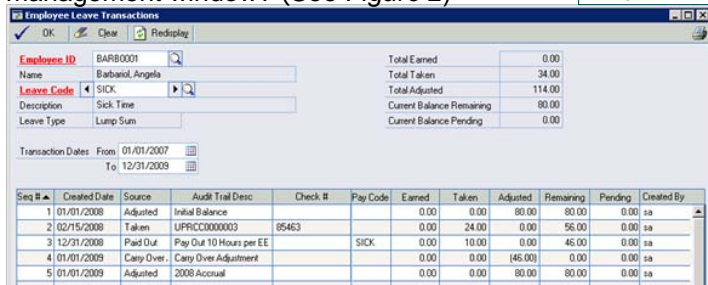 management window? (See Figure 2)
Employee Leave Transactions
OK Clear Redisplay
Employee ID BARB0001 Total Earned 0.00
Name Barbariol, Angela Total Taken 34.00
Leave Code SICK Total Adjusted 114.00
Description Sick Time Current Balance Remaining 80.00
Leave Type Lump Sum Current Balance Pending 0.00
Transaction Dates From 01/01/2007
To 12/31/2009
Seq # Created Date Source Audit Trail Desc Check # Pay Code Earned Taken Adjusted Remaining Pending Created By
1 01/01/2008 Adjusted Initial Balance 0.00 0.00 80.00 80.00 0.00 sa
2 02/15/2008 Taken UPRCC0000003 85463 0.00 24.00 0.00 56.00 0.00 sa
3 12/31/2008 Paid Out Pay Out 10 Hours per EE SICK 0.00 10.00 0.00 46.00 0.00 sa
4 01/01/2009 Carry Over. Carry Over Adjustment 0.00 0.00 (46.00) 0.00 0.00 sa
5 01/01/2009 Adjusted 2008 Accrual 0.00 0.00 80.00 80.00 0.00 sa